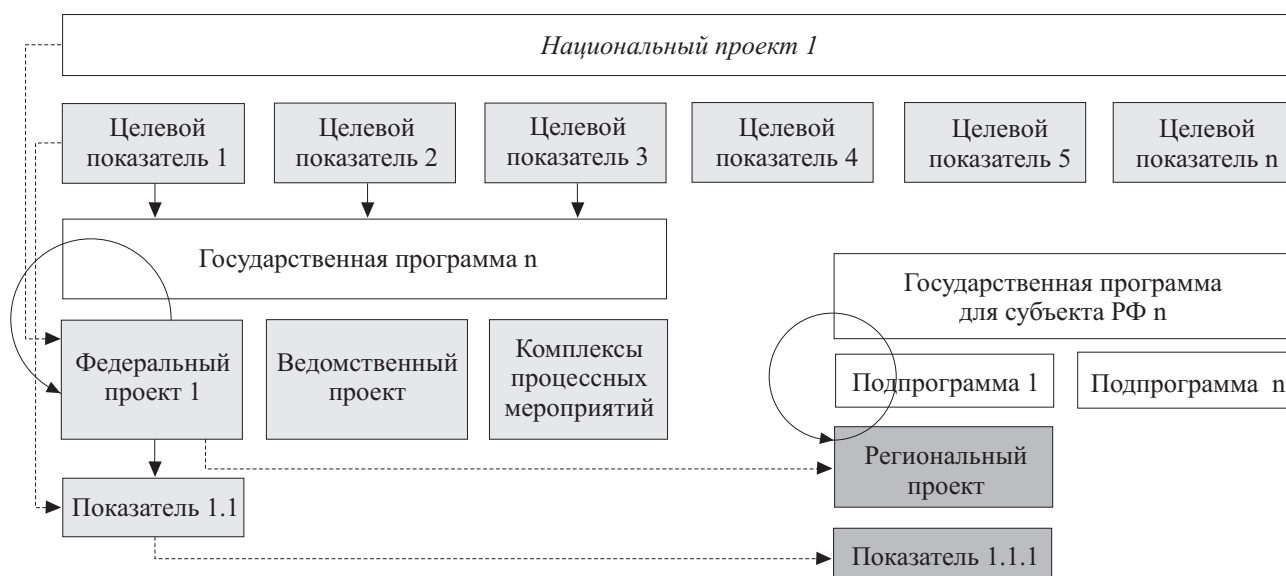 Национальный проект 1
Целевой
показатель 1
Целевой
показатель 2
Целевой
показатель 3
Целевой
показатель 4
Целевой
показатель 5
Целевой
показатель n
Государственная программа n
Государственная программа
для субъекта РФ n
Федеральный
проект 1
Ведомственный
проект
Комплексы
процессных
мероприятий
Подпрограмма 1
Подпрограмма n
Региональный
проект
Показатель 1.1
Показатель 1.1.1